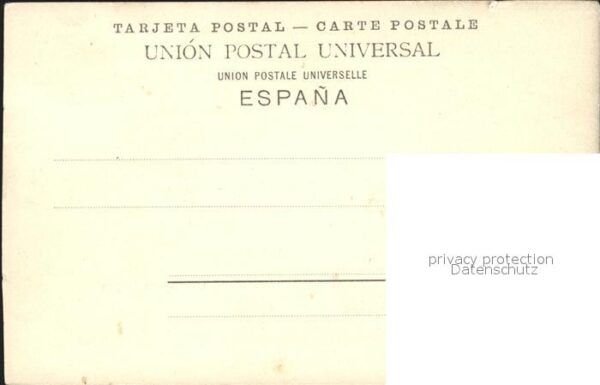 TARJETA POSTAL — CARTE POSTALE
UNIÓN POSTAL UNIVERSAL
UNION POSTALE UNIVERSELLE
ESPAÑA
privacy protection
Datenschutz